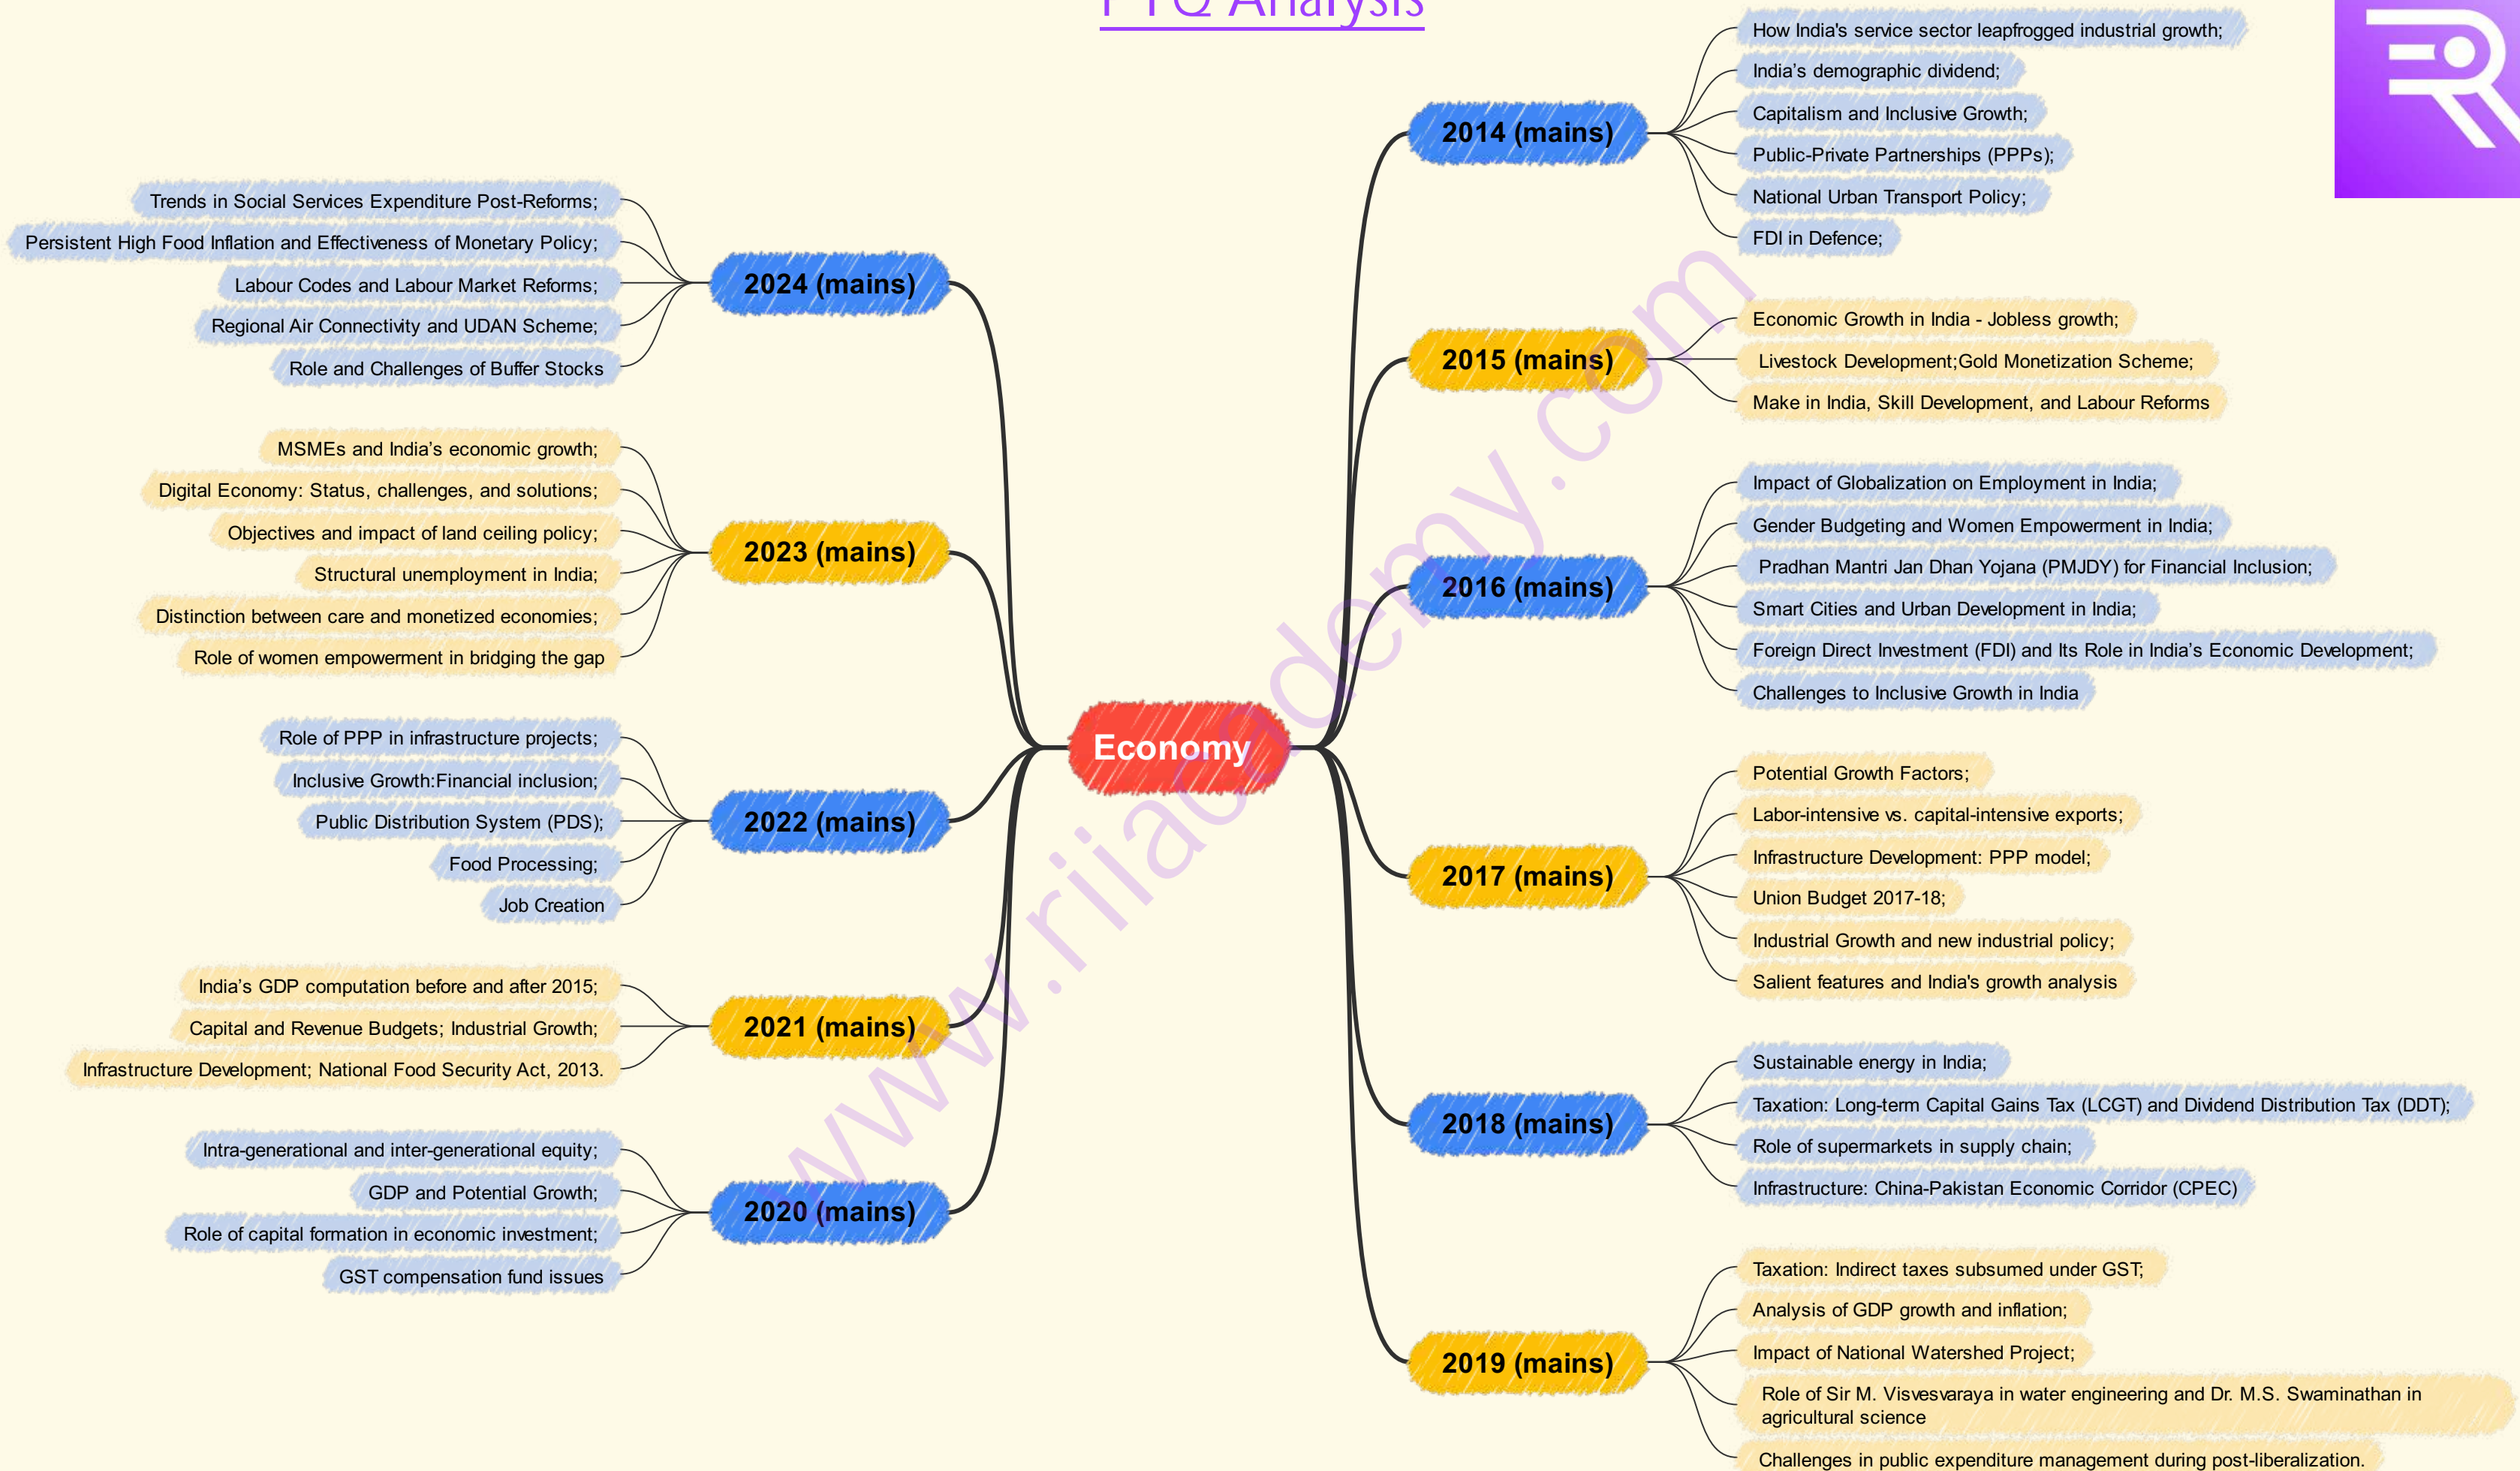 PYQ Analysis
Economy
2014 (mains)
How India's service sector leapfrogged industrial growth;
India’s demographic dividend;
Capitalism and Inclusive Growth;
Public-Private Partnerships (PPPs);
National Urban Transport Policy;
FDI in Defence;
2015 (mains)
Economic Growth in India - Jobless growth;
Livestock Development;Gold Monetization Scheme;
Make in India, Skill Development, and Labour Reforms
2016 (mains)
Impact of Globalization on Employment in India;
Gender Budgeting and Women Empowerment in India;
Pradhan Mantri Jan Dhan Yojana (PMJDY) for Financial Inclusion;
Smart Cities and Urban Development in India;
Foreign Direct Investment (FDI) and Its Role in India’s Economic Development;
Challenges to Inclusive Growth in India
2017 (mains)
Potential Growth Factors;
Labor-intensive vs. capital-intensive exports;
Infrastructure Development: PPP model;
Union Budget 2017-18;
Industrial Growth and new industrial policy;
Salient features and India's growth analysis
2018 (mains)
Sustainable energy in India;
Taxation: Long-term Capital Gains Tax (LCGT) and Dividend Distribution Tax (DDT);
Role of supermarkets in supply chain;
Infrastructure: China-Pakistan Economic Corridor (CPEC)
2019 (mains)
Taxation: Indirect taxes subsumed under GST;
Analysis of GDP growth and inflation;
Impact of National Watershed Project;
Role of Sir M. Visvesvaraya in water engineering and Dr. M.S. Swaminathan in
agricultural science
Challenges in public expenditure management during post-liberalization.
2024 (mains)
Trends in Social Services Expenditure Post-Reforms;
Persistent High Food Inflation and Effectiveness of Monetary Policy;
Labour Codes and Labour Market Reforms;
Regional Air Connectivity and UDAN Scheme;
Role and Challenges of Buffer Stocks
2023 (mains)
MSMEs and India’s economic growth;
Digital Economy: Status, challenges, and solutions;
Objectives and impact of land ceiling policy;
Structural unemployment in India;
Distinction between care and monetized economies;
Role of women empowerment in bridging the gap
2022 (mains)
Role of PPP in infrastructure projects;
Inclusive Growth:Financial inclusion;
Public Distribution System (PDS);
Food Processing;
Job Creation
2021 (mains)
India’s GDP computation before and after 2015;
Capital and Revenue Budgets; Industrial Growth;
Infrastructure Development; National Food Security Act, 2013.
2020 (mains)
Intra-generational and inter-generational equity;
GDP and Potential Growth;
Role of capital formation in economic investment;
GST compensation fund issues